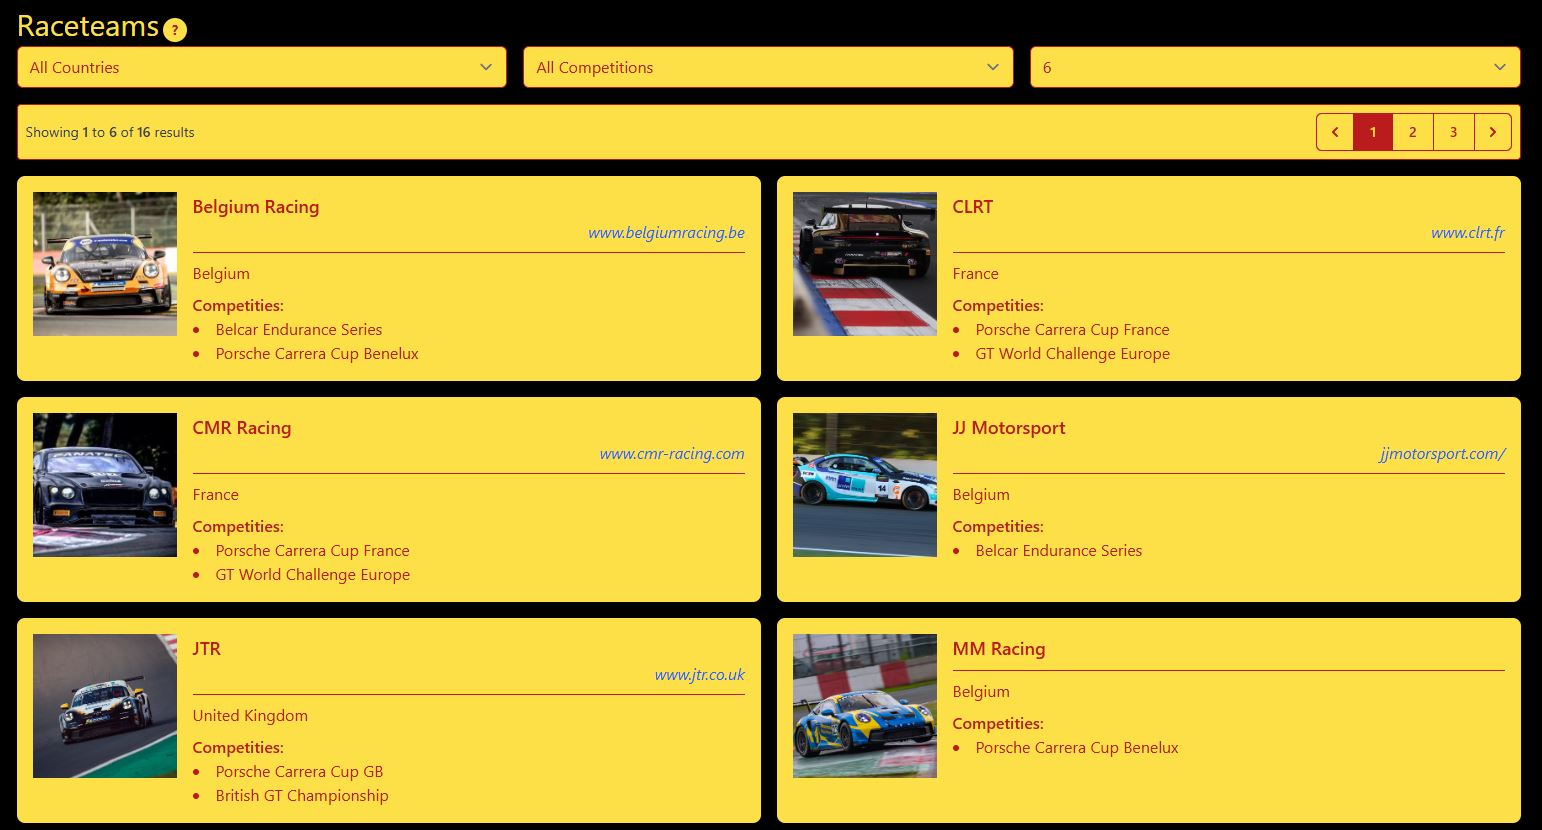 Raceteams ?
All Countries
All Competitions
6
Showing 1 to 6 of 16 results
1 2 3
Belgium Racing
www.belgiumracing.be
Belgium
Competities:
Belcar Endurance Series
Porsche Carrera Cup Benelux
CLRT
www.clrt.fr
France
Competities:
Porsche Carrera Cup France
GT World Challenge Europe
CMR Racing
www.cmr-racing.com
France
Competities:
Porsche Carrera Cup France
GT World Challenge Europe
JJ Motorsport
jjmotorsport.com/
Belgium
Competities:
Belcar Endurance Series
14
JTR
www.jtr.co.uk
United Kingdom
Competities:
Porsche Carrera Cup GB
British GT Championship
MM Racing
Belgium
Competities:
Porsche Carrera Cup Benelux